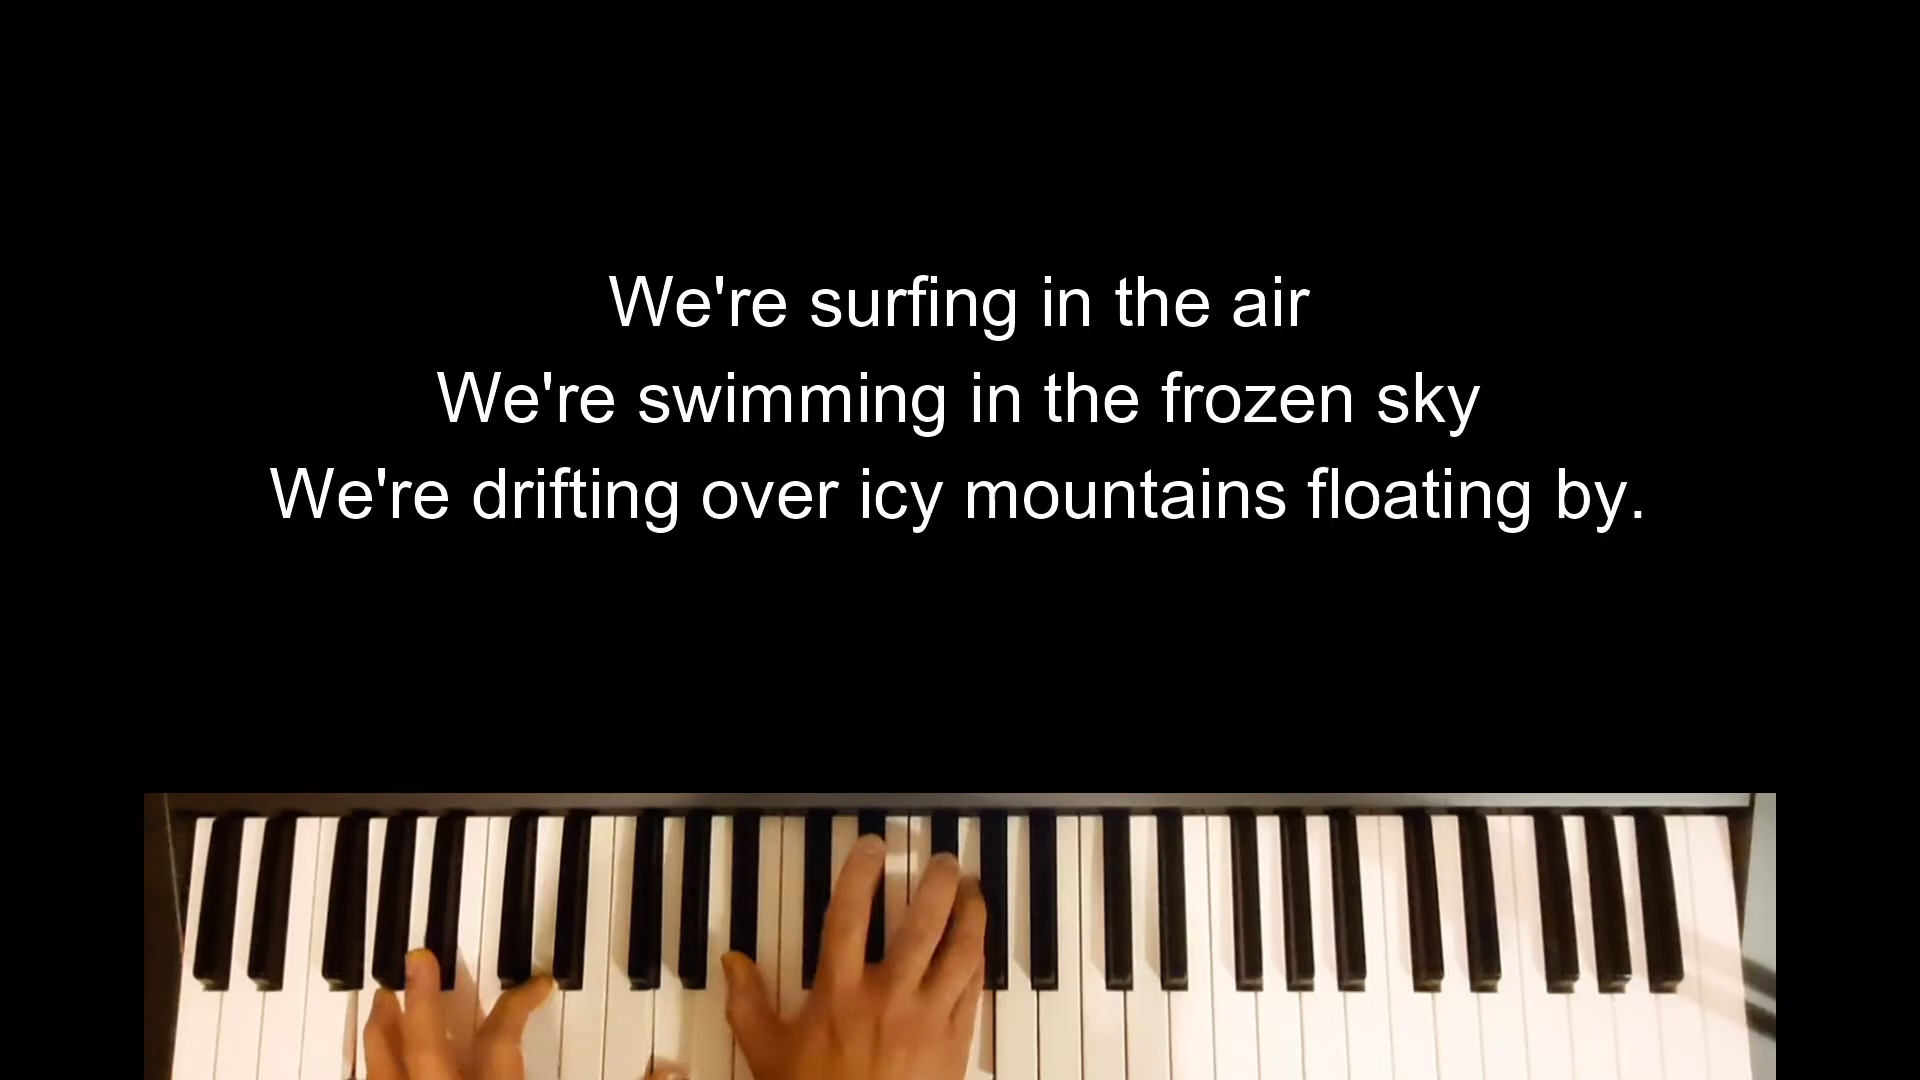 We're surfing in the air
We're swimming in the frozen sky
We're drifting over icy mountains floating by.